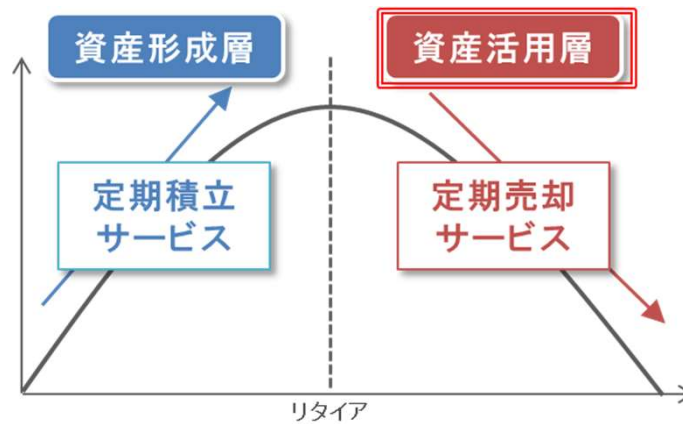 資産形成層
資産活用層
定期積立
サービス
定期売却
サービス
リタイア